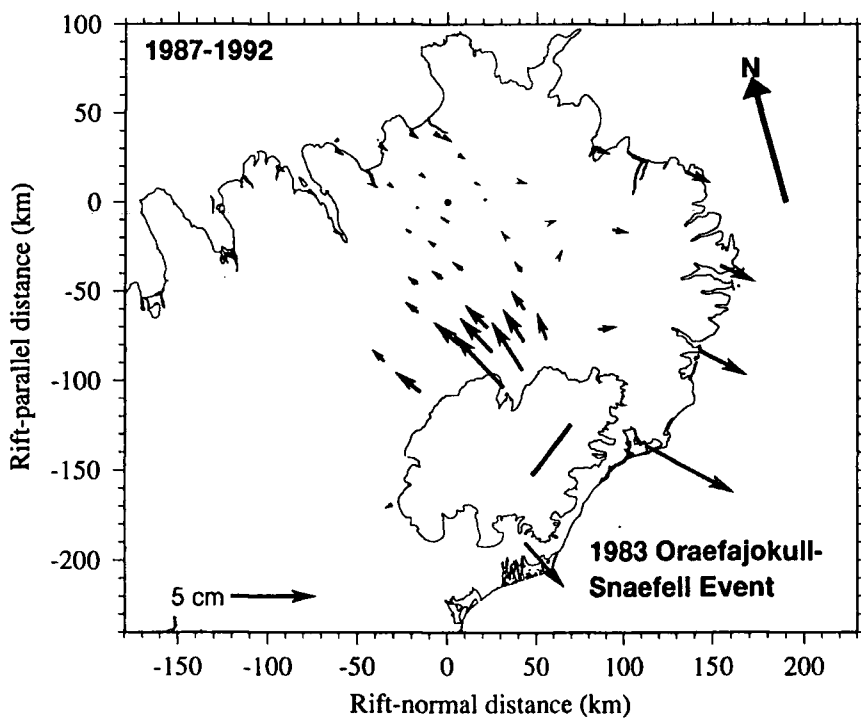 1987-1992
N
100
50
0
-50
-100
-150
-200
Rift-parallel distance (km)
5 cm
1983 Oraefajokull-
Snaefell Event
-150
-100
-50
0
50
100
150
200
Rift-normal distance (km)